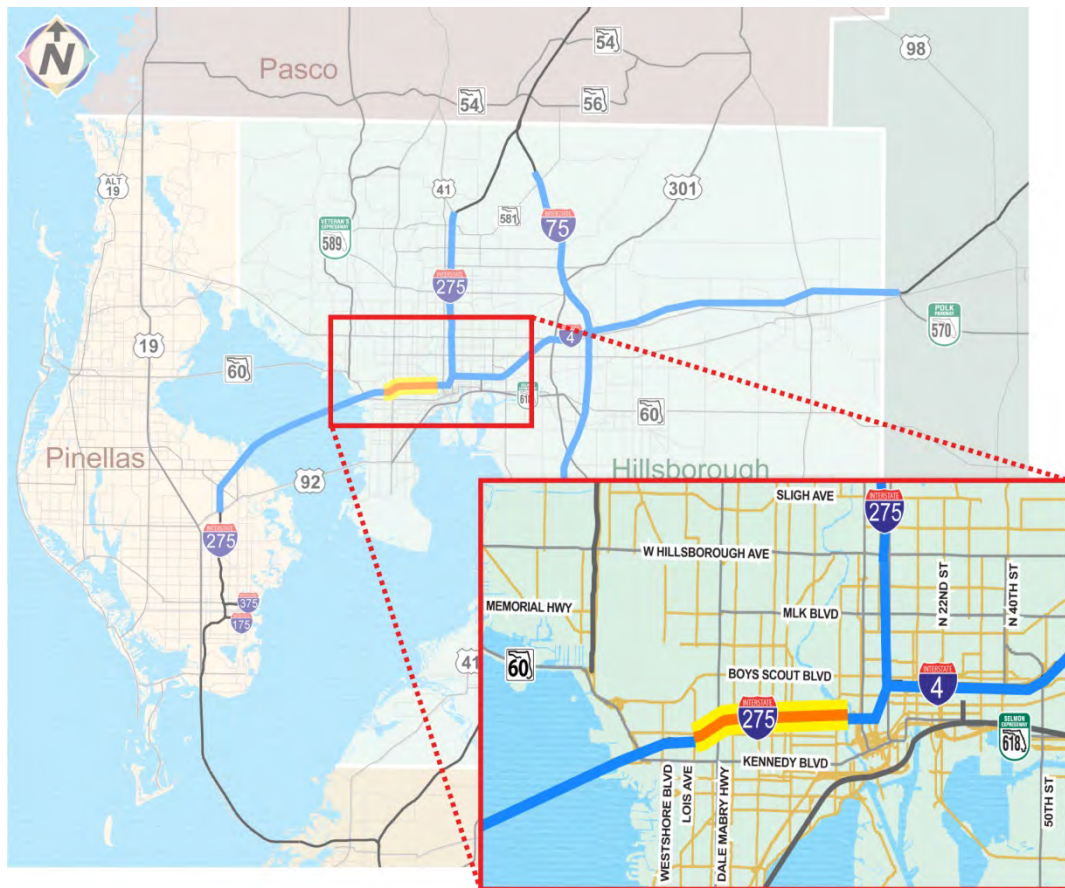 N
Pasco
54
98
54
56
ALT
19
41
301
581
VETERAN'S
EXPRESSWAY
589
INTERSTATE
75
INTERSTATE
275
POLK
PARKWAY
570
19
60
INTERSTATE
4
618
60
Pinellas
92
Hillsborough
INTERSTATE
275
375
175
41
SLIGH AVE
INTERSTATE
275
W HILLSBOROUGH AVE
N 22ND ST
N 40TH ST
MEMORIAL HWY
MLK BLVD
60
BOYS SCOUT BLVD
INTERSTATE
4
INTERSTATE
275
SELMON
EXPRESSWAY
618
KENNEDY BLVD
WESTSHORE BLVD
LOIS AVE
DALE MABRY HWY
50TH ST